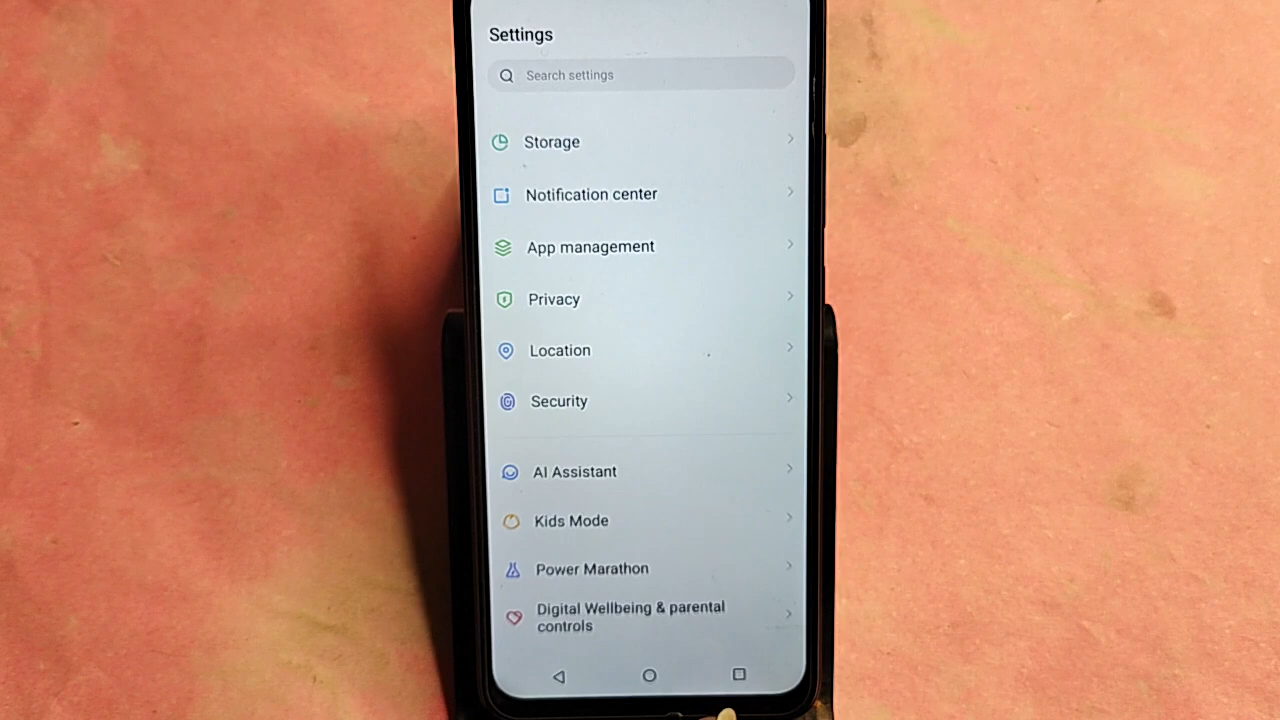 Settings
Search settings
Storage
Notification center
App management
Privacy
Location
Security
AI Assistant
Kids Mode
Power Marathon
Digital Wellbeing & parental
controls